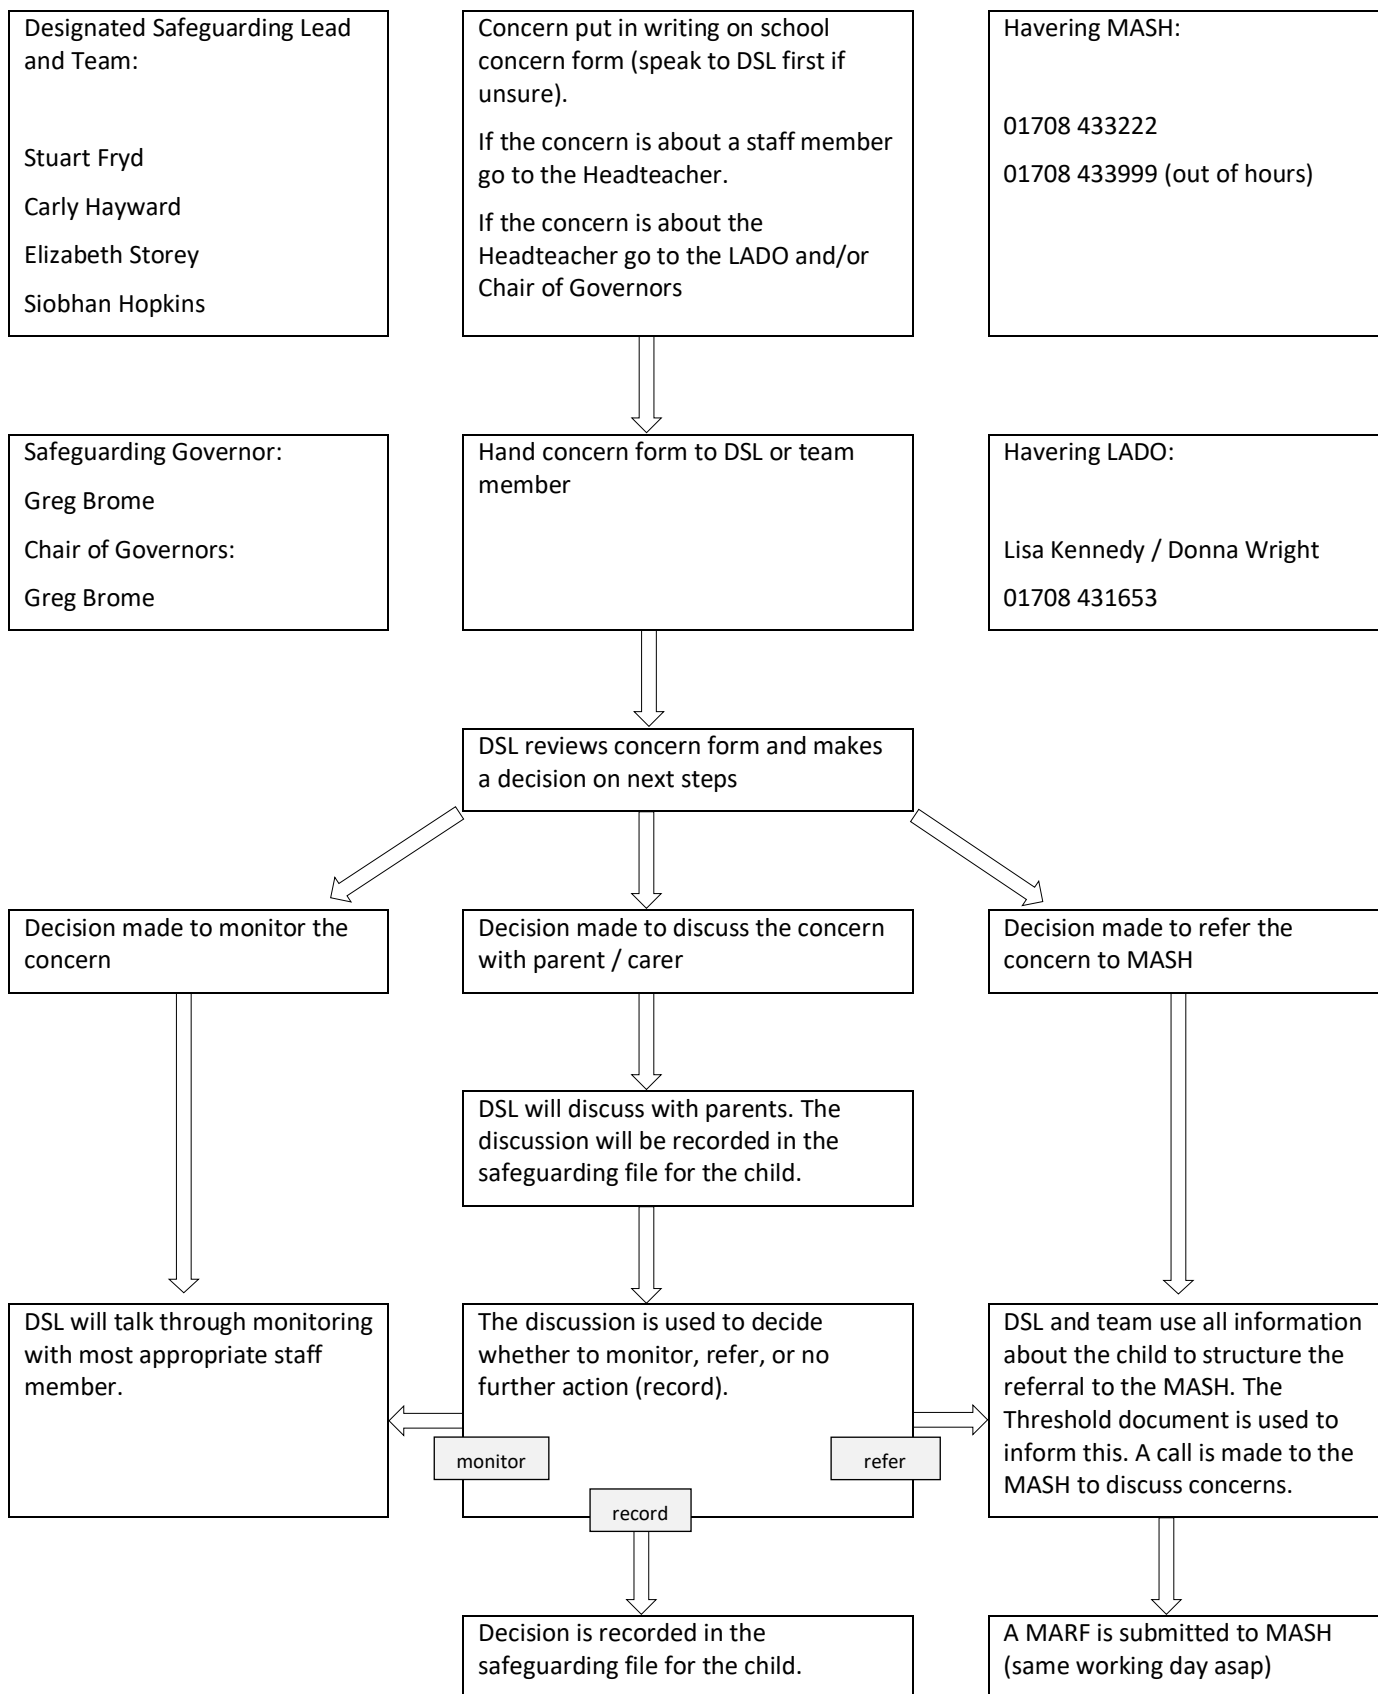 Designated Safeguarding Lead
and Team:
Stuart Fryd
Carly Hayward
Elizabeth Storey
Siobhan Hopkins
Concern put in writing on school
concern form (speak to DSL first if
unsure).
If the concern is about a staff member
go to the Headteacher.
If the concern is about the
Headteacher go to the LADO and/or
Chair of Governors
Havering MASH:
01708 433222
01708 433999 (out of hours)
Safeguarding Governor:
Greg Brome
Chair of Governors:
Greg Brome
Hand concern form to DSL or team
member
Havering LADO:
Lisa Kennedy / Donna Wright
01708 431653
DSL reviews concern form and makes
a decision on next steps
Decision made to monitor the
concern
Decision made to discuss the concern
with parent / carer
Decision made to refer the
concern to MASH
DSL will discuss with parents. The
discussion will be recorded in the
safeguarding file for the child.
DSL will talk through monitoring
with most appropriate staff
member.
The discussion is used to decide
whether to monitor, refer, or no
further action (record).
monitor
refer
record
DSL and team use all information
about the child to structure the
referral to the MASH. The
Threshold document is used to
inform this. A call is made to the
MASH to discuss concerns.
Decision is recorded in the
safeguarding file for the child.
A MARF is submitted to MASH
(same working day asap)